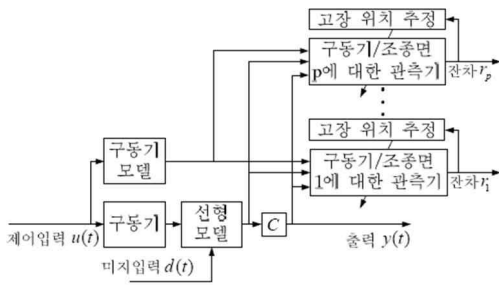 고장 위치 추정
구동기/조종면
p에 대한 관측기
잔차 rₚ
고장 위치 추정
구동기/조종면
1에 대한 관측기
잔차 r₁
구동기
모델
제어입력 u(t)
구동기
선형
모델
C
출력 y(t)
미지입력 d(t)